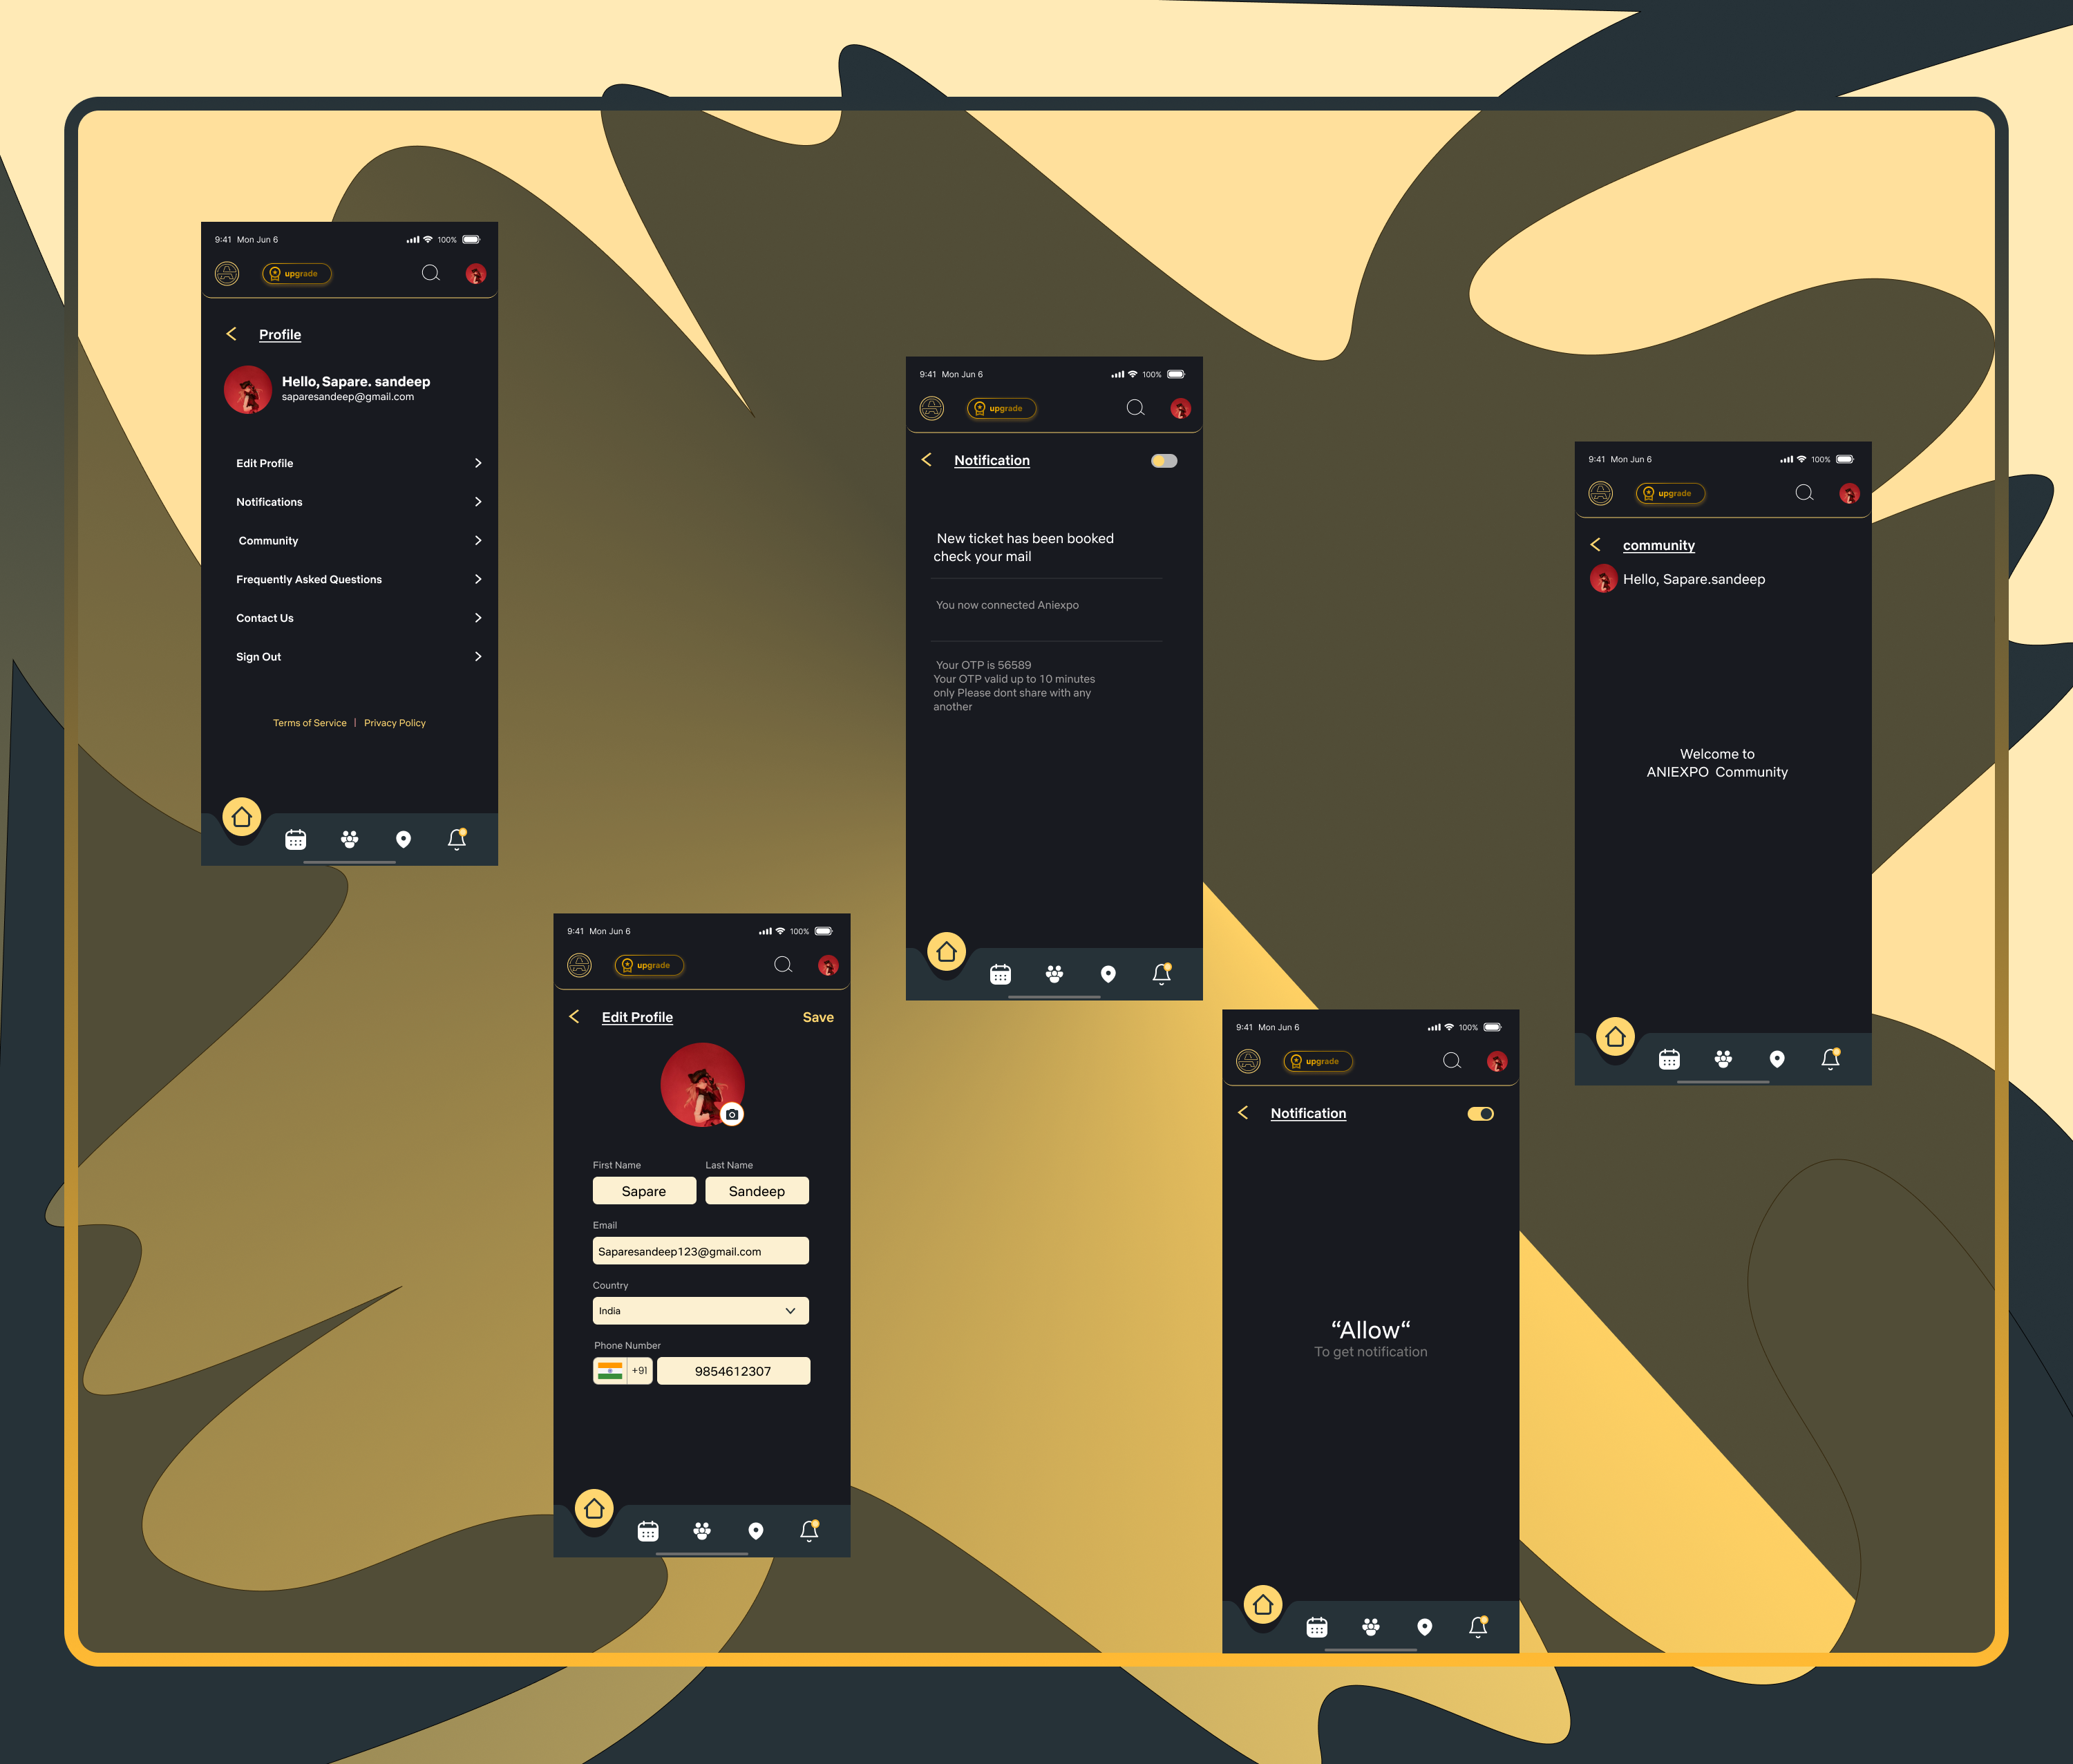 9:41 Mon Jun 6
100%
upgrade
Profile
Hello, Sapare. sandeep
saparesandeep@gmail.com
Edit Profile
Notifications
Community
Frequently Asked Questions
Contact Us
Sign Out
Terms of Service | Privacy Policy
9:41 Mon Jun 6
100%
upgrade
Edit Profile
Save
First Name
Last Name
Sapare
Sandeep
Email
Saparesandeep123@gmail.com
Country
India
Phone Number
+91
9854612307
9:41 Mon Jun 6
100%
upgrade
Notification
New ticket has been booked
check your mail
You now connected Aniexpo
Your OTP is 56589
Your OTP valid up to 10 minutes
only Please dont share with any
another
9:41 Mon Jun 6
100%
upgrade
Notification
“Allow“
To get notification
9:41 Mon Jun 6
100%
upgrade
community
Hello, Sapare.sandeep
Welcome to
ANIEXPO Community